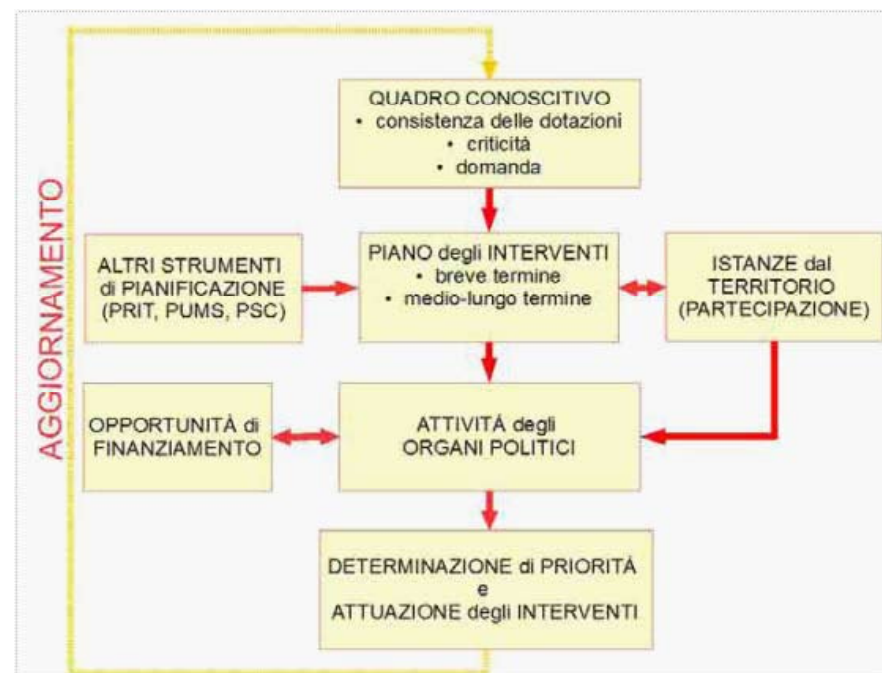 AGGIORNAMENTO
QUADRO CONOSCITIVO
• consistenza delle dotazioni
• criticità
• domanda
ALTRI STRUMENTI
di PIANIFICAZIONE
(PRIT, PUMS, PSC)
PIANO degli INTERVENTI
• breve termine
• medio-lungo termine
ISTANZE dal
TERRITORIO
(PARTECIPAZIONE)
OPPORTUNITÀ di
FINANZIAMENTO
ATTIVITÀ degli
ORGANI POLITICI
DETERMINAZIONE di PRIORITÀ
e
ATTUAZIONE degli INTERVENTI